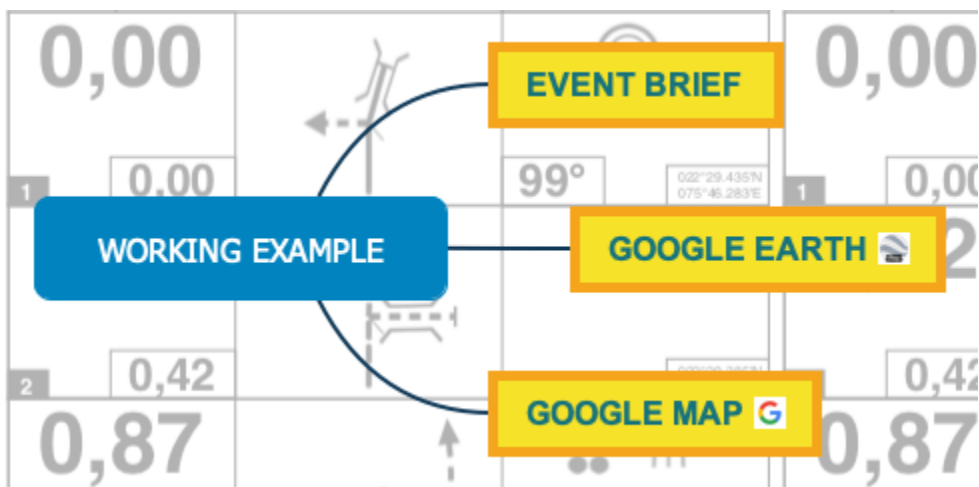 0,00
0,00
EVENT BRIEF
1
0,00
99°
022°29.435'N
075°46.283'E
1
0,00
WORKING EXAMPLE
GOOGLE EARTH
2
2
0,42
0,42
GOOGLE MAP
0,87
0,87